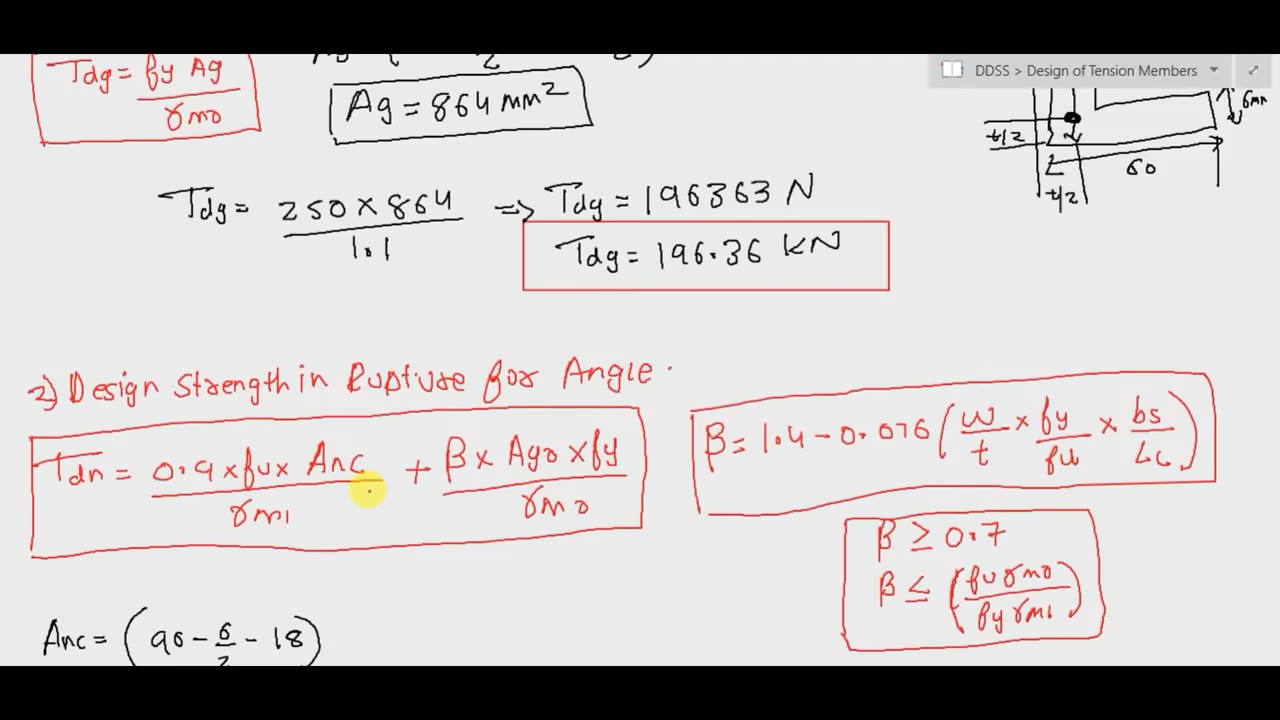 DDSS > Design of Tension Members
Tdg = fy Ag / γm0
Ag = 864 mm²
t/2
6mm
60
t/2
Tdg = 250 × 864 / 1.1 => Tdg = 196363 N
Tdg = 196.36 KN
2) Design Strength in Rupture for Angle.
Tdn = 0.9 × fu × Anc / γm1 + β × Ago × fy / γm0
β = 1.4 - 0.076 ( w/t × fy/fu × bs/Lc )
β ≥ 0.7
β ≤ ( fu γm0 / fy γm1 )
Anc = ( 90 - 6/2 - 18 )